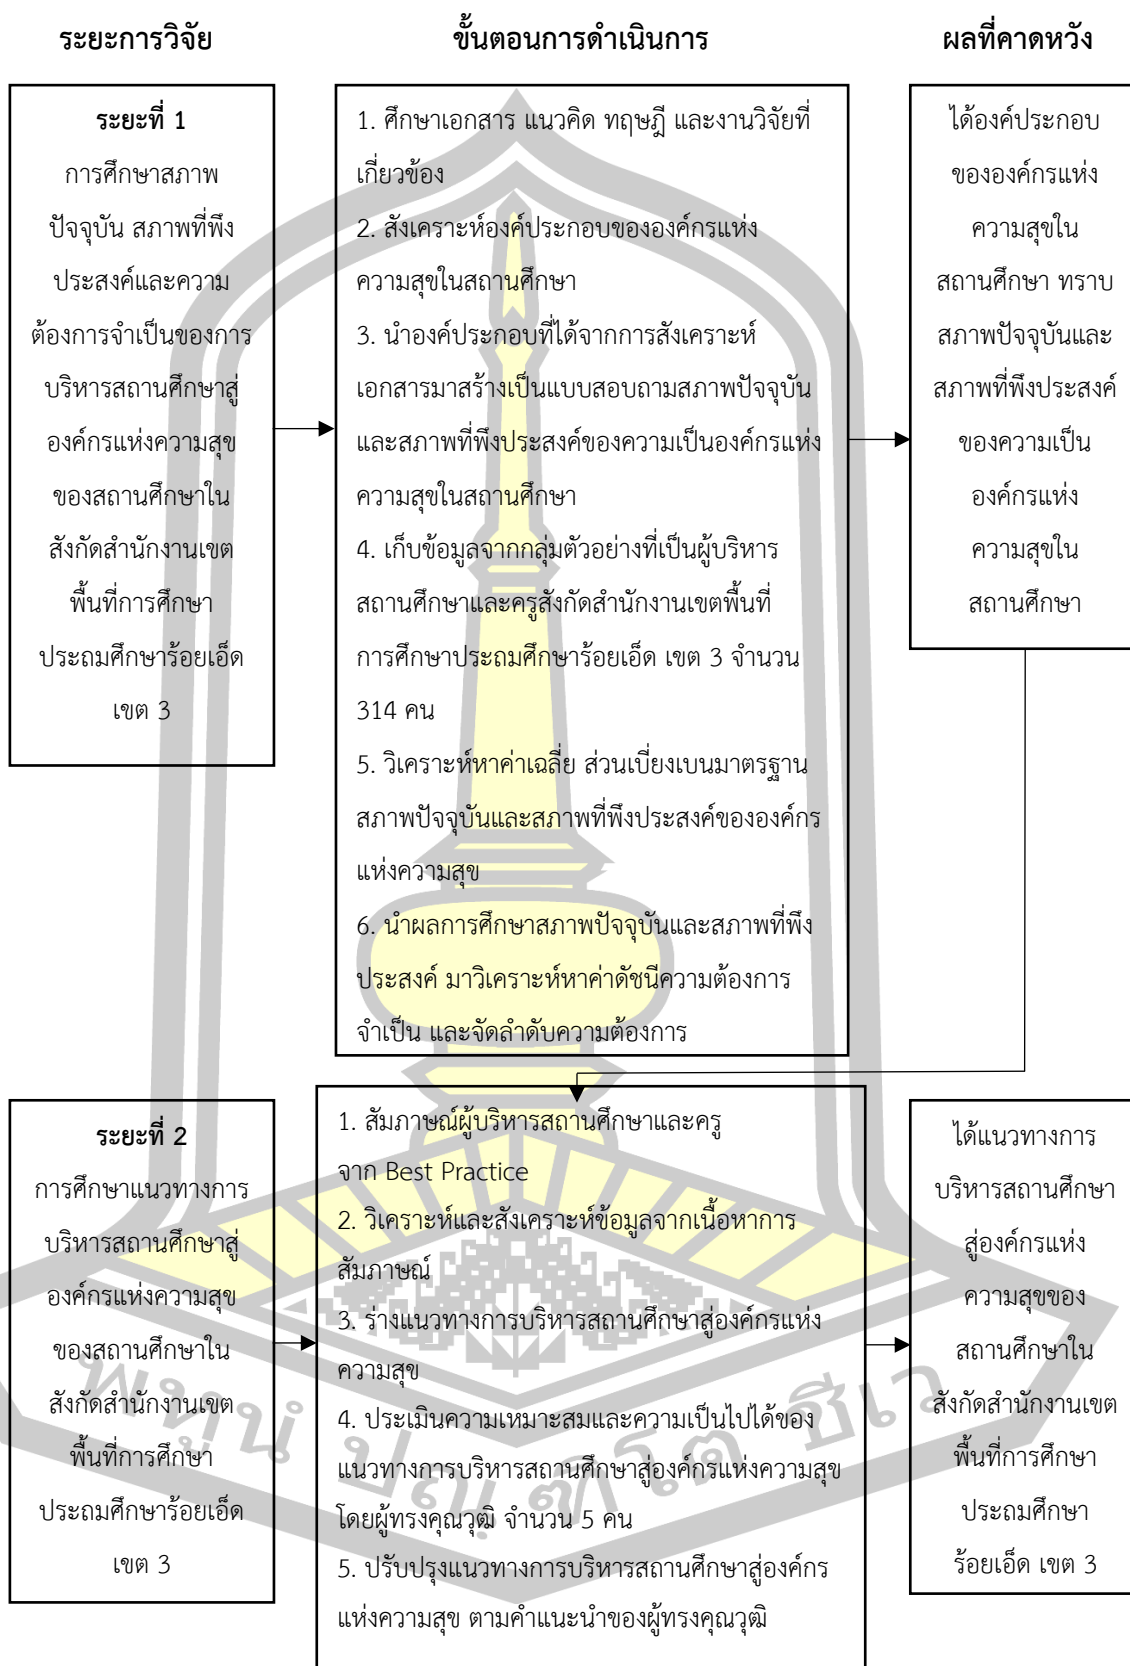 ระยะการวิจัย
ขั้นตอนการดำเนินการ
ผลที่คาดหวัง
ระยะที่ 1
การศึกษาสภาพ
ปัจจุบัน สภาพที่พึง
ประสงค์และความ
ต้องการจำเป็นของการ
บริหารสถานศึกษาสู่
องค์กรแห่งความสุข
ของสถานศึกษาใน
สังกัดสำนักงานเขต
พื้นที่การศึกษา
ประถมศึกษาร้อยเอ็ด
เขต 3
1. ศึกษาเอกสาร แนวคิด ทฤษฎี และงานวิจัยที่
เกี่ยวข้อง
2. สังเคราะห์องค์ประกอบขององค์กรแห่ง
ความสุขในสถานศึกษา
3. นำองค์ประกอบที่ได้จากการสังเคราะห์
เอกสารมาสร้างเป็นแบบสอบถามสภาพปัจจุบัน
และสภาพที่พึงประสงค์ของความเป็นองค์กรแห่ง
ความสุขในสถานศึกษา
4. เก็บข้อมูลจากกลุ่มตัวอย่างที่เป็นผู้บริหาร
สถานศึกษาและครูสังกัดสำนักงานเขตพื้นที่
การศึกษาประถมศึกษาร้อยเอ็ด เขต 3 จำนวน
314 คน
5. วิเคราะห์หาค่าเฉลี่ย ส่วนเบี่ยงเบนมาตรฐาน
สภาพปัจจุบันและสภาพที่พึงประสงค์ขององค์กร
แห่งความสุข
6. นำผลการศึกษาสภาพปัจจุบันและสภาพที่พึง
ประสงค์ มาวิเคราะห์หาค่าดัชนีความต้องการ
จำเป็น และจัดลำดับความต้องการ
ได้องค์ประกอบ
ขององค์กรแห่ง
ความสุขใน
สถานศึกษา ทราบ
สภาพปัจจุบันและ
สภาพที่พึงประสงค์
ของความเป็น
องค์กรแห่ง
ความสุขใน
สถานศึกษา
ระยะที่ 2
การศึกษาแนวทางการ
บริหารสถานศึกษาสู่
องค์กรแห่งความสุข
ของสถานศึกษาใน
สังกัดสำนักงานเขต
พื้นที่การศึกษา
ประถมศึกษาร้อยเอ็ด
เขต 3
1. สัมภาษณ์ผู้บริหารสถานศึกษาและครู
จาก Best Practice
2. วิเคราะห์และสังเคราะห์ข้อมูลจากเนื้อหาการ
สัมภาษณ์
3. ร่างแนวทางการบริหารสถานศึกษาสู่องค์กรแห่ง
ความสุข
4. ประเมินความเหมาะสมและความเป็นไปได้ของ
แนวทางการบริหารสถานศึกษาสู่องค์กรแห่งความสุข
โดยผู้ทรงคุณวุฒิ จำนวน 5 คน
5. ปรับปรุงแนวทางการบริหารสถานศึกษาสู่องค์กร
แห่งความสุข ตามคำแนะนำของผู้ทรงคุณวุฒิ
ได้แนวทางการ
บริหารสถานศึกษา
สู่องค์กรแห่ง
ความสุขของ
สถานศึกษาใน
สังกัดสำนักงานเขต
พื้นที่การศึกษา
ประถมศึกษา
ร้อยเอ็ด เขต 3
พหูนํ ปณฺฑิโต ชีเว